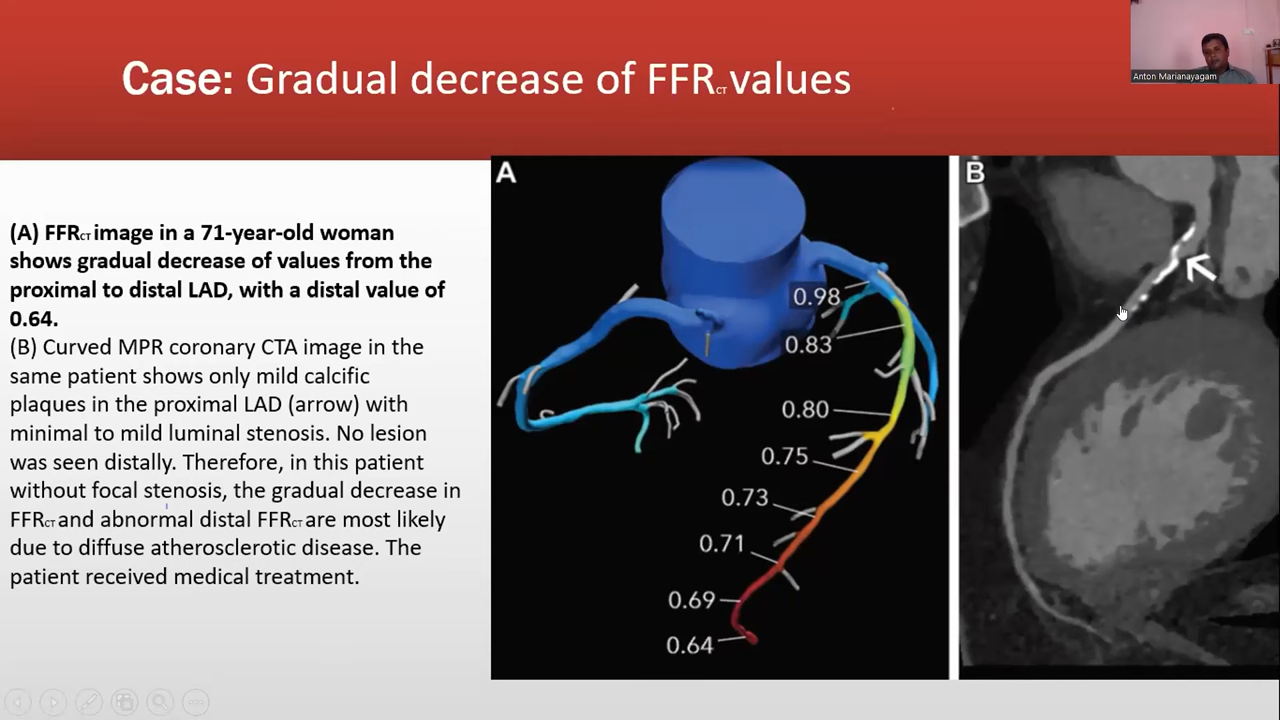 Case: Gradual decrease of FFRCT values
Anton Marianayagam
(A) FFRCT image in a 71-year-old woman
shows gradual decrease of values from the
proximal to distal LAD, with a distal value of
0.64.
(B) Curved MPR coronary CTA image in the
same patient shows only mild calcific
plaques in the proximal LAD (arrow) with
minimal to mild luminal stenosis. No lesion
was seen distally. Therefore, in this patient
without focal stenosis, the gradual decrease in
FFRCT and abnormal distal FFRCT are most likely
due to diffuse atherosclerotic disease. The
patient received medical treatment.
A
0.98
0.83
0.80
0.75
0.73
0.71
0.69
0.64
B